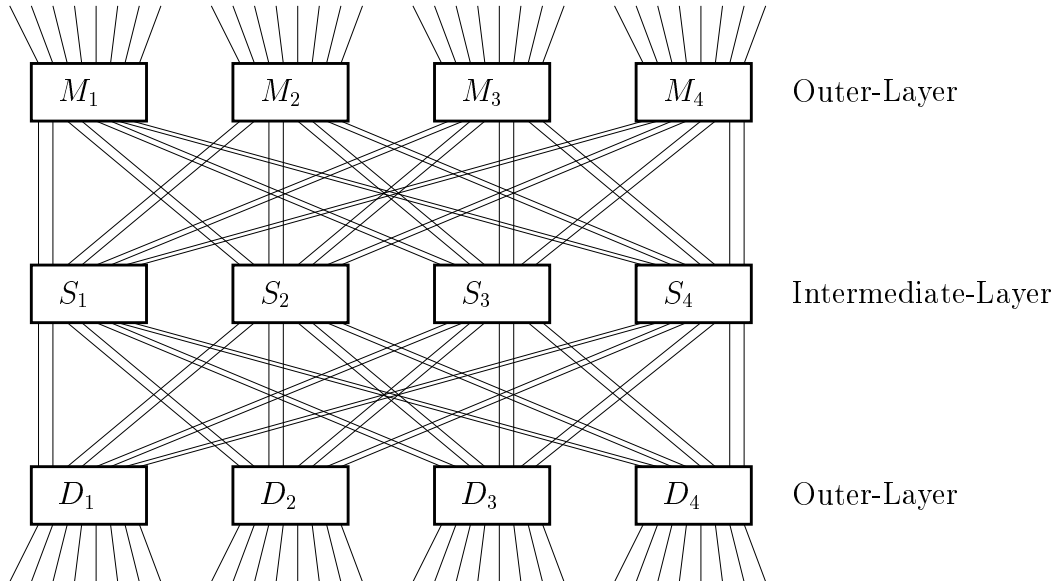 M₁ M₂ M₃ M₄ Outer-Layer
S₁ S₂ S₃ S₄ Intermediate-Layer
D₁ D₂ D₃ D₄ Outer-Layer